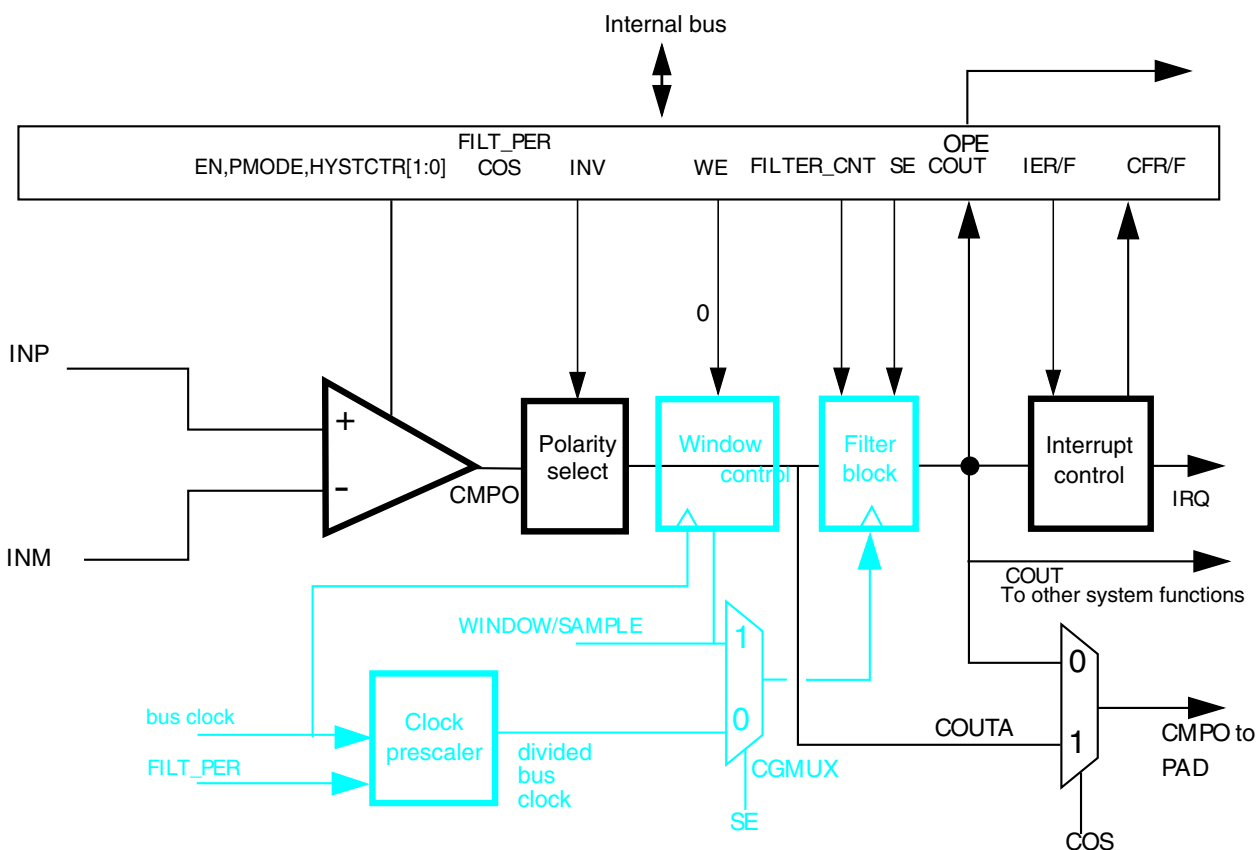 Internal bus
FILT_PER
OPE
EN,PMODE,HYSTCTR[1:0]
COS
INV
WE
FILTER_CNT
SE
COUT
IER/F
CFR/F
0
INP
+
-
INM
CMPO
Polarity
select
Window
control
Filter
block
Interrupt
control
IRQ
COUT
To other system functions
WINDOW/SAMPLE
1
0
CGMUX
SE
bus clock
FILT_PER
Clock
prescaler
divided
bus
clock
COUTA
0
1
CMPO to
PAD
COS